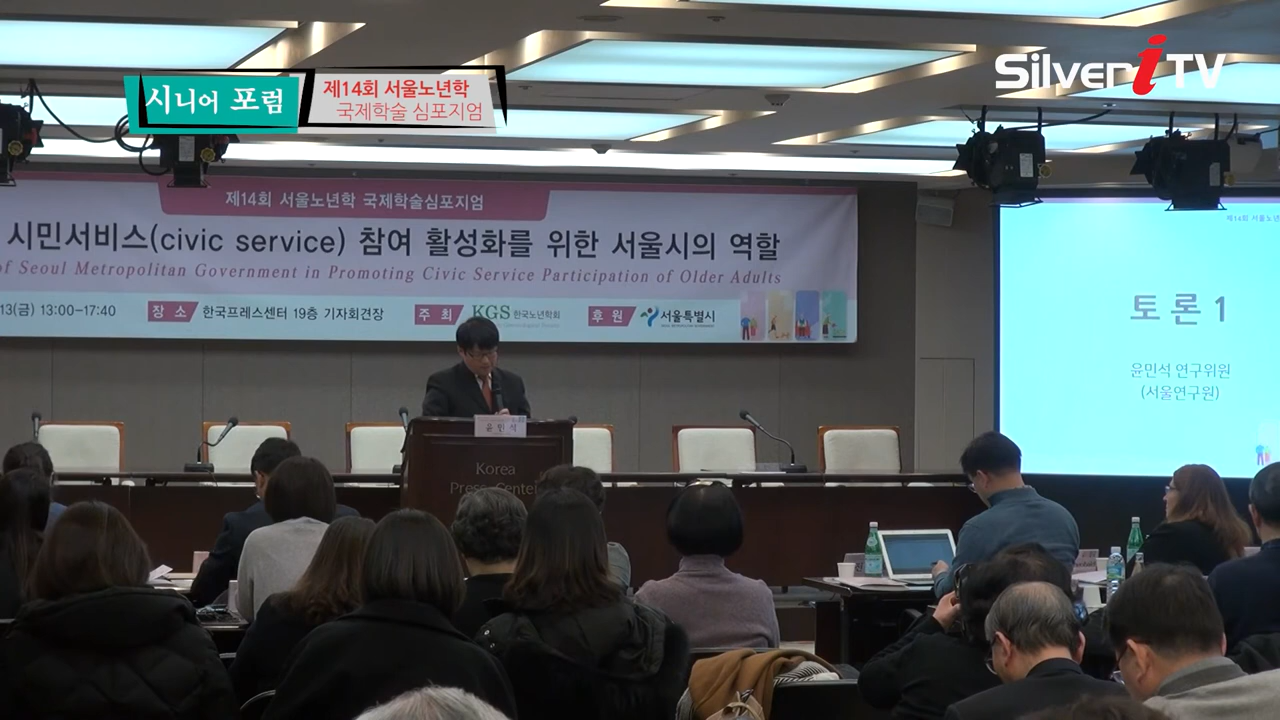 시니어 포럼
제14회 서울노년학
국제학술 심포지엄
Silver i TV
제14회 서울노년학 국제학술심포지엄
시민서비스(civic service) 참여 활성화를 위한 서울시의 역할
of Seoul Metropolitan Government in Promoting Civic Service Participation of Older Adults
13(금) 13:00-17:40
장 소 한국프레스센터 19층 기자회견장
주 최 KGS 한국노년학회
후 원 서울특별시
제14회 서울노년
토론 1
윤민석 연구위원
(서울연구원)
윤 민 석
Korea
Press Center